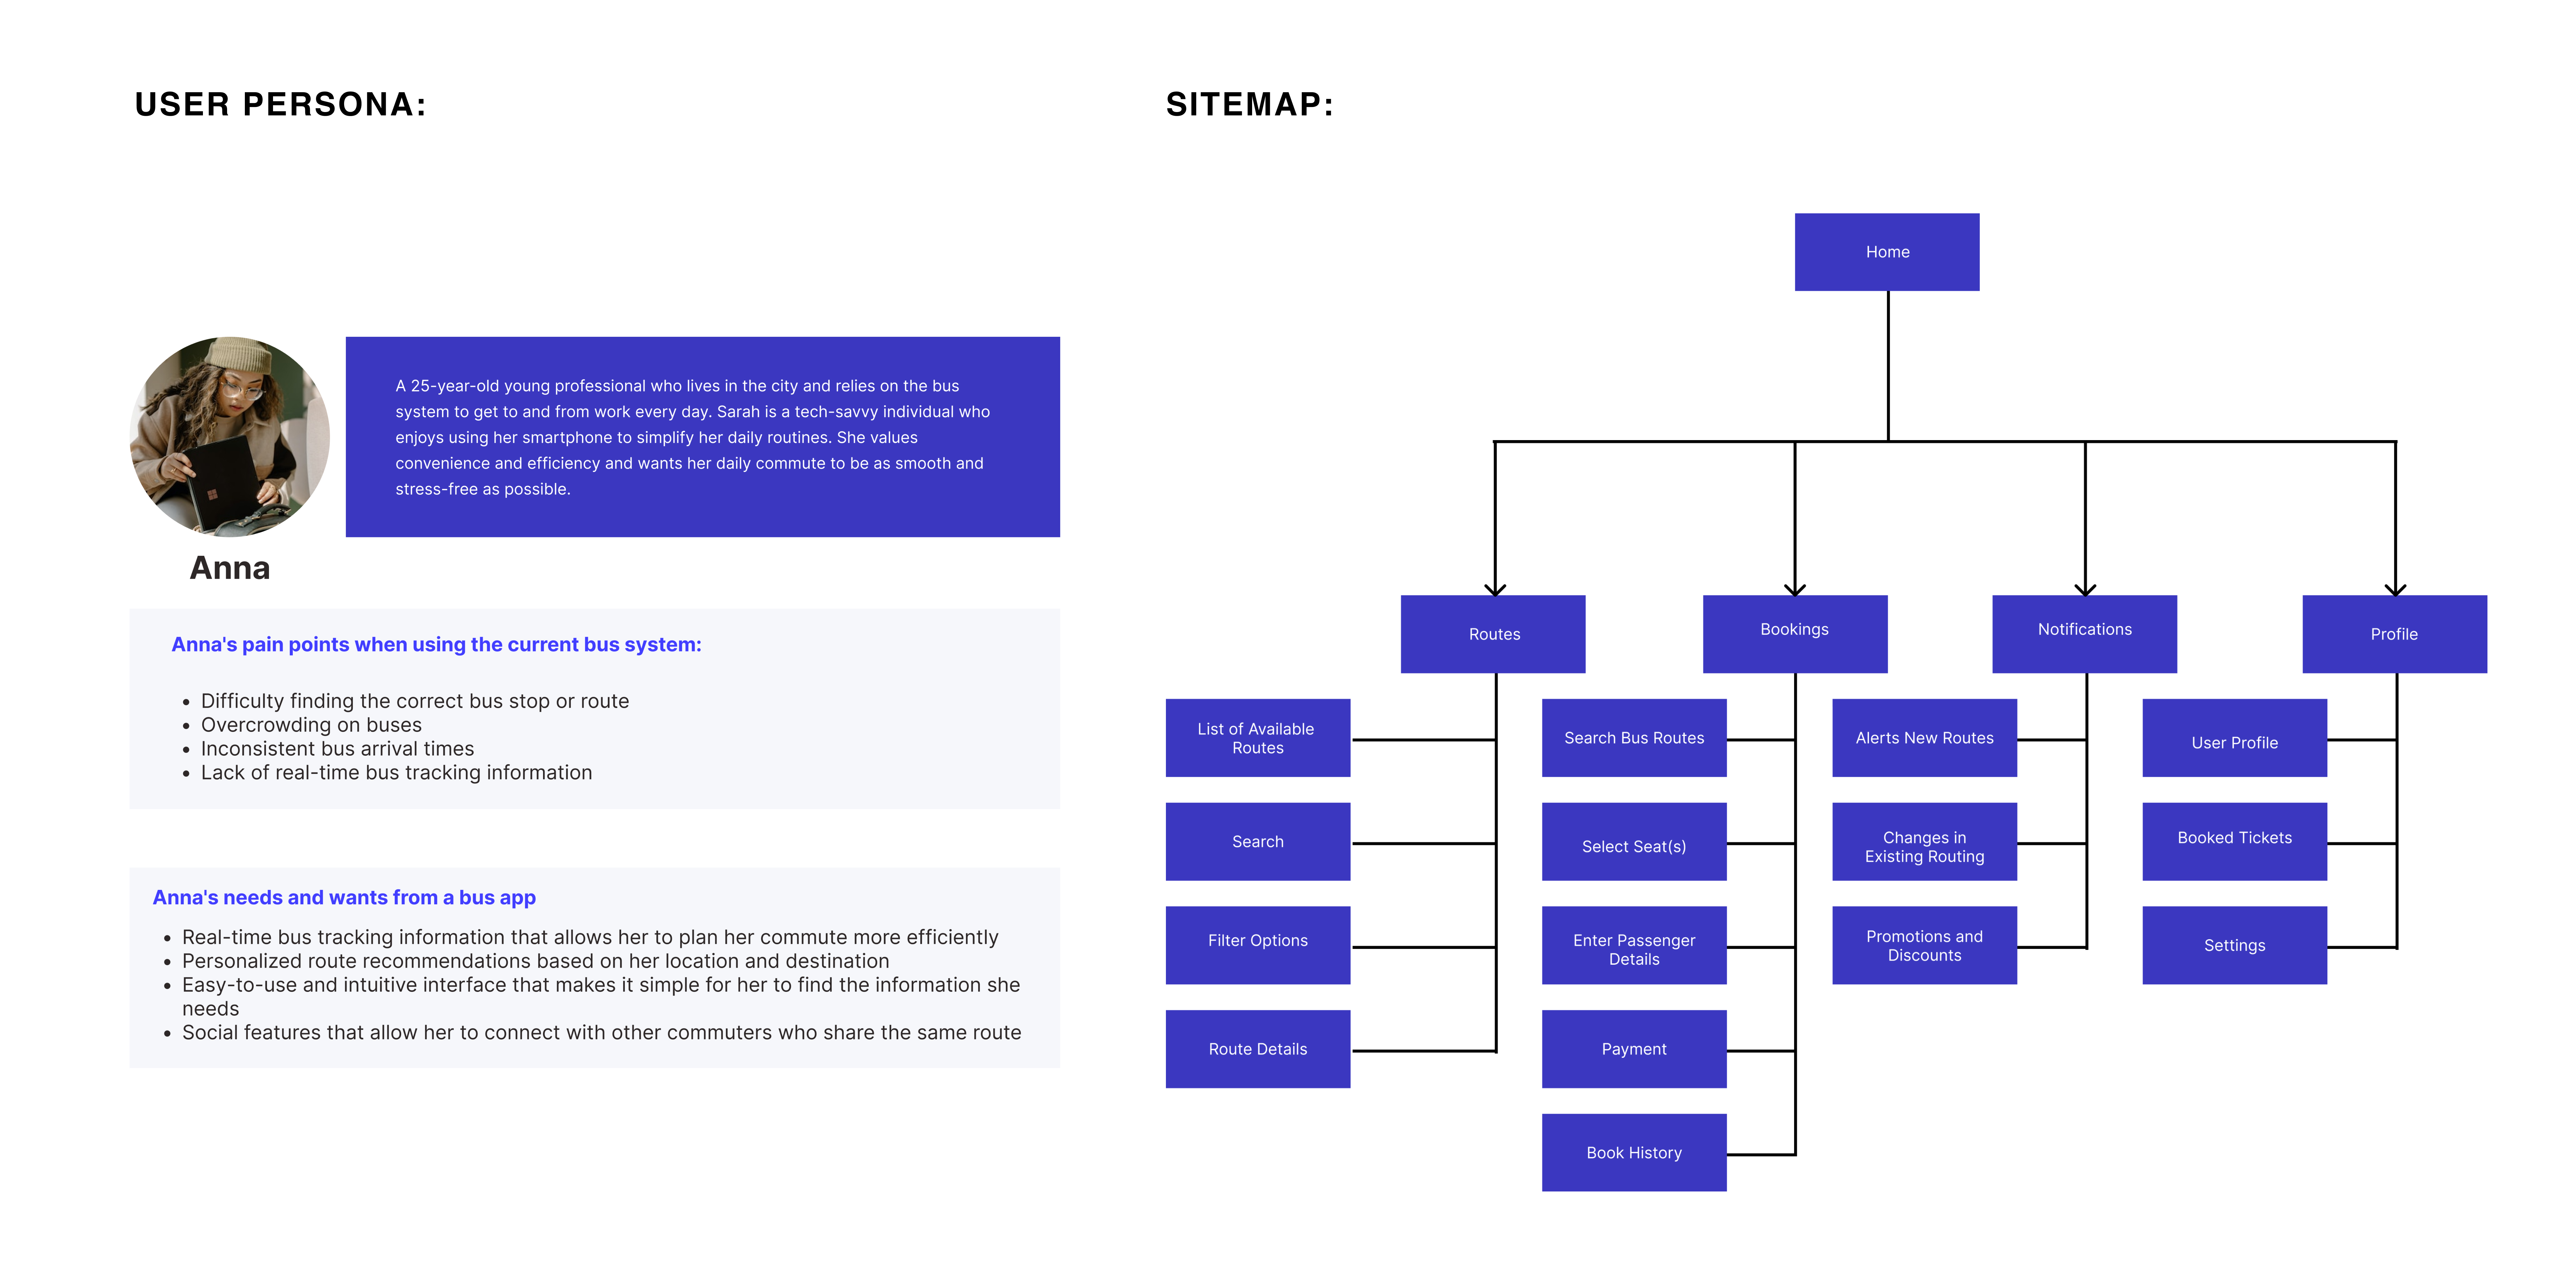 USER PERSONA:
A 25-year-old young professional who lives in the city and relies on the bus
system to get to and from work every day. Sarah is a tech-savvy individual who
enjoys using her smartphone to simplify her daily routines. She values
convenience and efficiency and wants her daily commute to be as smooth and
stress-free as possible.
Anna
Anna's pain points when using the current bus system:
• Difficulty finding the correct bus stop or route
• Overcrowding on buses
• Inconsistent bus arrival times
• Lack of real-time bus tracking information
Anna's needs and wants from a bus app
• Real-time bus tracking information that allows her to plan her commute more efficiently
• Personalized route recommendations based on her location and destination
• Easy-to-use and intuitive interface that makes it simple for her to find the information she
needs
• Social features that allow her to connect with other commuters who share the same route
SITEMAP:
Home
Routes
List of Available
Routes
Search
Filter Options
Route Details
Bookings
Search Bus Routes
Select Seat(s)
Enter Passenger
Details
Payment
Book History
Notifications
Alerts New Routes
Changes in
Existing Routing
Promotions and
Discounts
Profile
User Profile
Booked Tickets
Settings